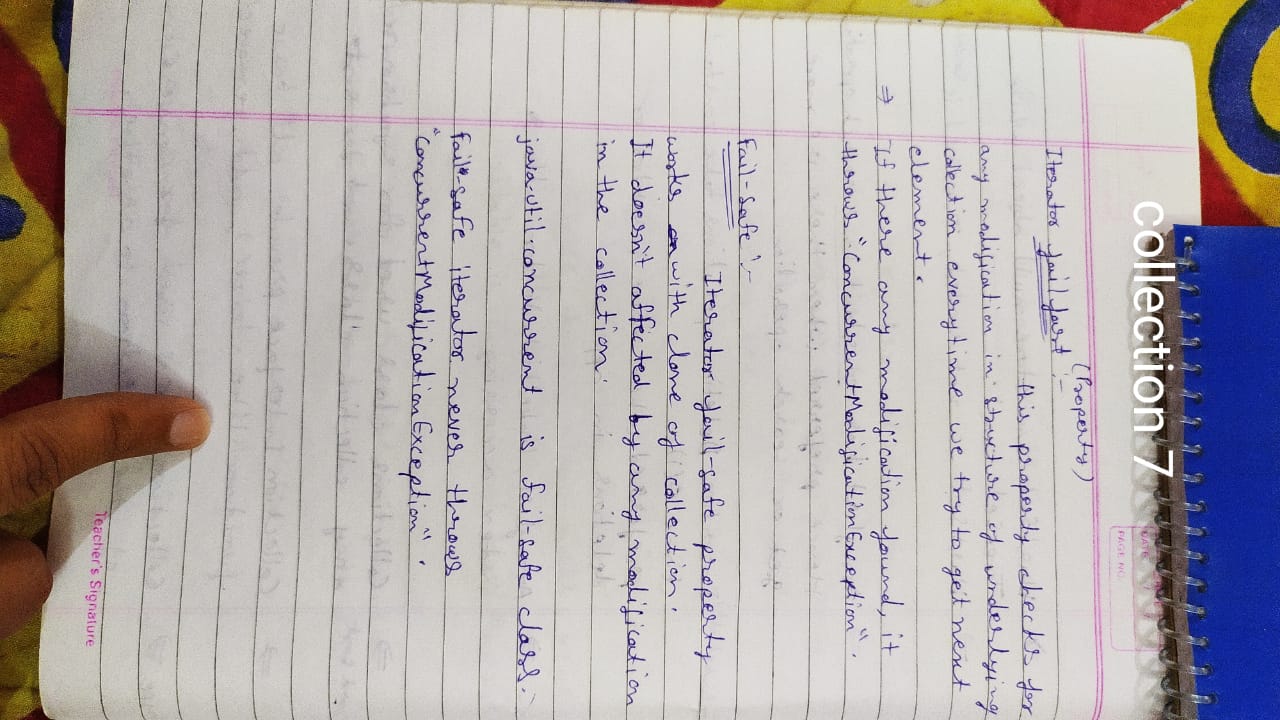 collection 7
DATE
PAGE NO.
(Property)
Iterator fail fast :-
this property checks for
any modification in structure of underlying
collection everytime we try to get next
element.
⇒ If there any modification found, it
throws "ConcurrentModificationException".
Fail-Safe :-
Iterator fail-safe property
works with clone of collection.
It doesn't affected by any modification
in the collection.
java.util.concurrent is fail-safe class.
fail-safe iterator never throws
"ConcurrentModificationException".
Teacher's Signature